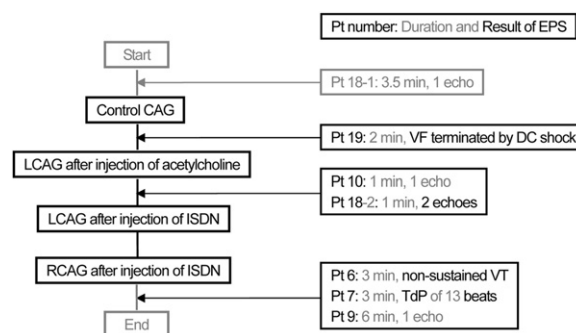 Pt number: Duration and Result of EPS
Start
Pt 18-1: 3.5 min, 1 echo
Control CAG
Pt 19: 2 min, VF terminated by DC shock
LCAG after injection of acetylcholine
Pt 10: 1 min, 1 echo
Pt 18-2: 1 min, 2 echoes
LCAG after injection of ISDN
RCAG after injection of ISDN
Pt 6: 3 min, non-sustained VT
Pt 7: 3 min, TdP of 13 beats
Pt 9: 6 min, 1 echo
End